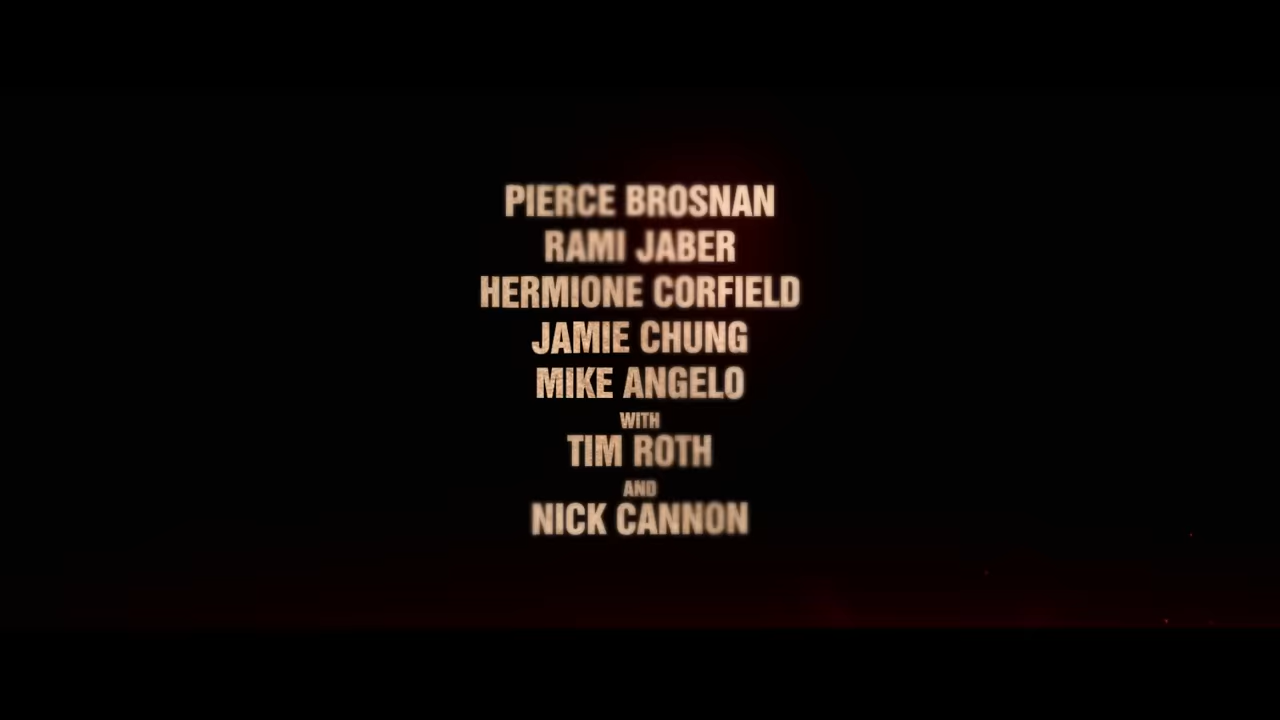 PIERCE BROSNAN
RAMI JABER
HERMIONE CORFIELD
JAMIE CHUNG
MIKE ANGELO
WITH
TIM ROTH
AND
NICK CANNON